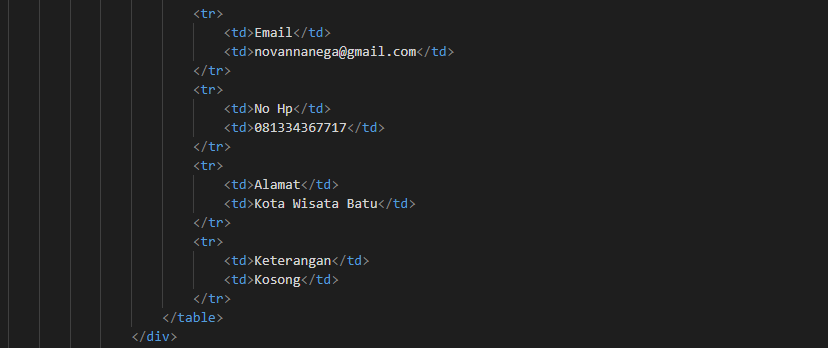 <tr>
<td>Email</td>
<td>novannanega@gmail.com</td>
</tr>
<tr>
<td>No Hp</td>
<td>081334367717</td>
</tr>
<tr>
<td>Alamat</td>
<td>Kota Wisata Batu</td>
</tr>
<tr>
<td>Keterangan</td>
<td>Kosong</td>
</tr>
</table>
</div>